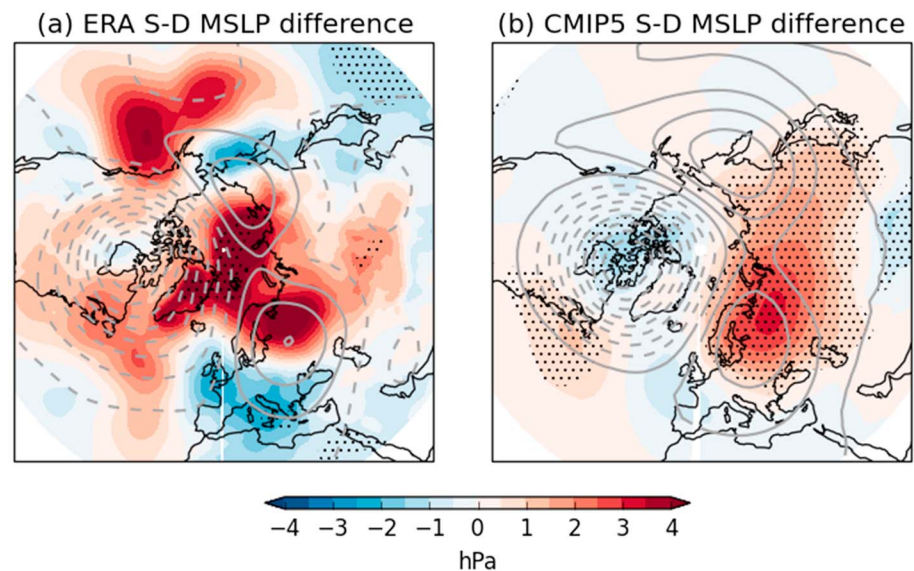 (a) ERA S-D MSLP difference
(b) CMIP5 S-D MSLP difference
−4 −3 −2 −1 0 1 2 3 4
hPa